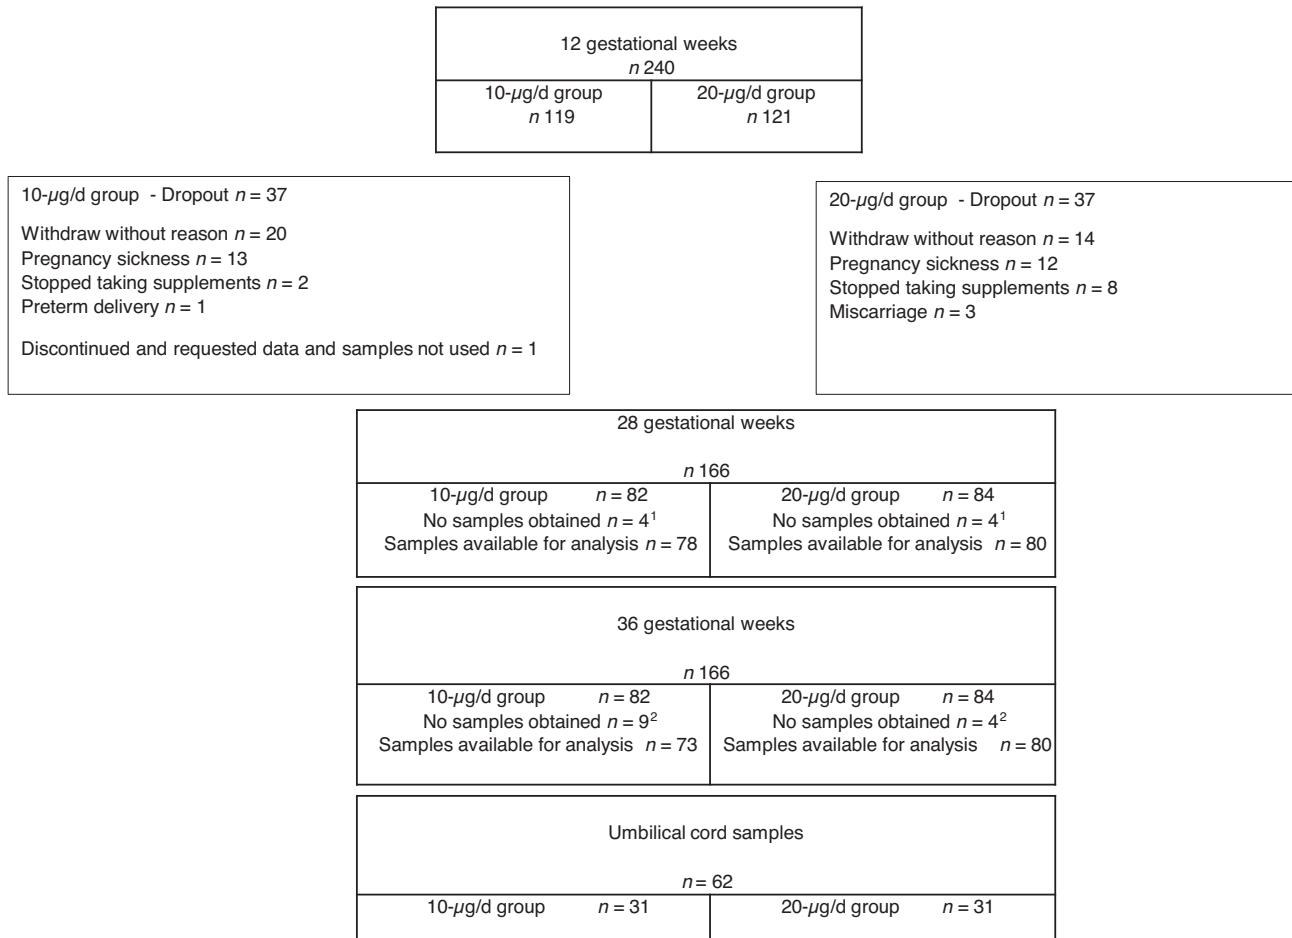 12 gestational weeks
n 240
10-µg/d group
n 119
20-µg/d group
n 121
10-µg/d group - Dropout n = 37
Withdraw without reason n = 20
Pregnancy sickness n = 13
Stopped taking supplements n = 2
Preterm delivery n = 1
Discontinued and requested data and samples not used n = 1
20-µg/d group - Dropout n = 37
Withdraw without reason n = 14
Pregnancy sickness n = 12
Stopped taking supplements n = 8
Miscarriage n = 3
28 gestational weeks
n 166
10-µg/d group n = 82
No samples obtained n = 4¹
Samples available for analysis n = 78
20-µg/d group n = 84
No samples obtained n = 4¹
Samples available for analysis n = 80
36 gestational weeks
n 166
10-µg/d group n = 82
No samples obtained n = 9²
Samples available for analysis n = 73
20-µg/d group n = 84
No samples obtained n = 4²
Samples available for analysis n = 80
Umbilical cord samples
n = 62
10-µg/d group n = 31
20-µg/d group n = 31